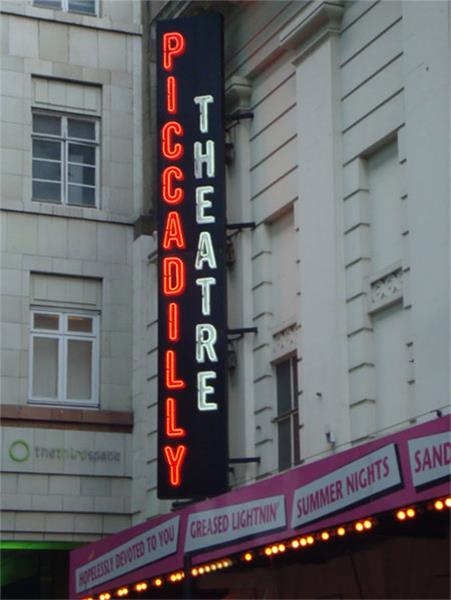 PICCADILLY
THEATRE
thethirdspace
HOPELESSLY DEVOTED TO YOU
GREASED LIGHTNIN'
SUMMER NIGHTS
SAND